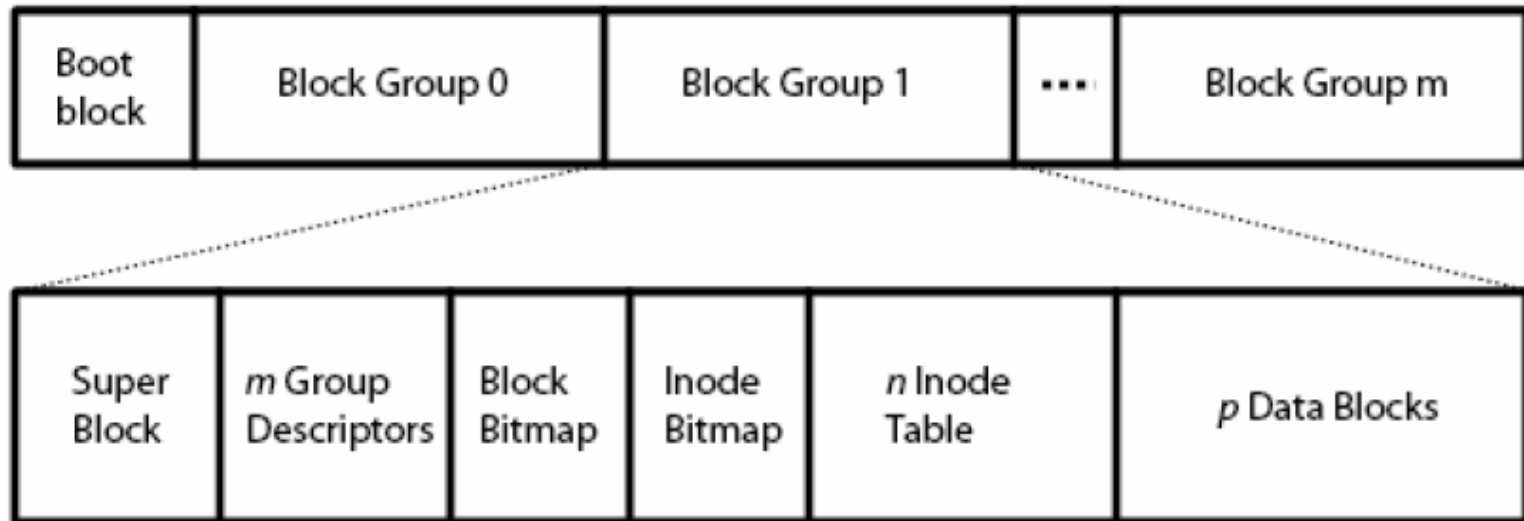 Boot
block
Block Group 0
Block Group 1
....
Block Group m
Super
Block
m Group
Descriptors
Block
Bitmap
Inode
Bitmap
n Inode
Table
p Data Blocks